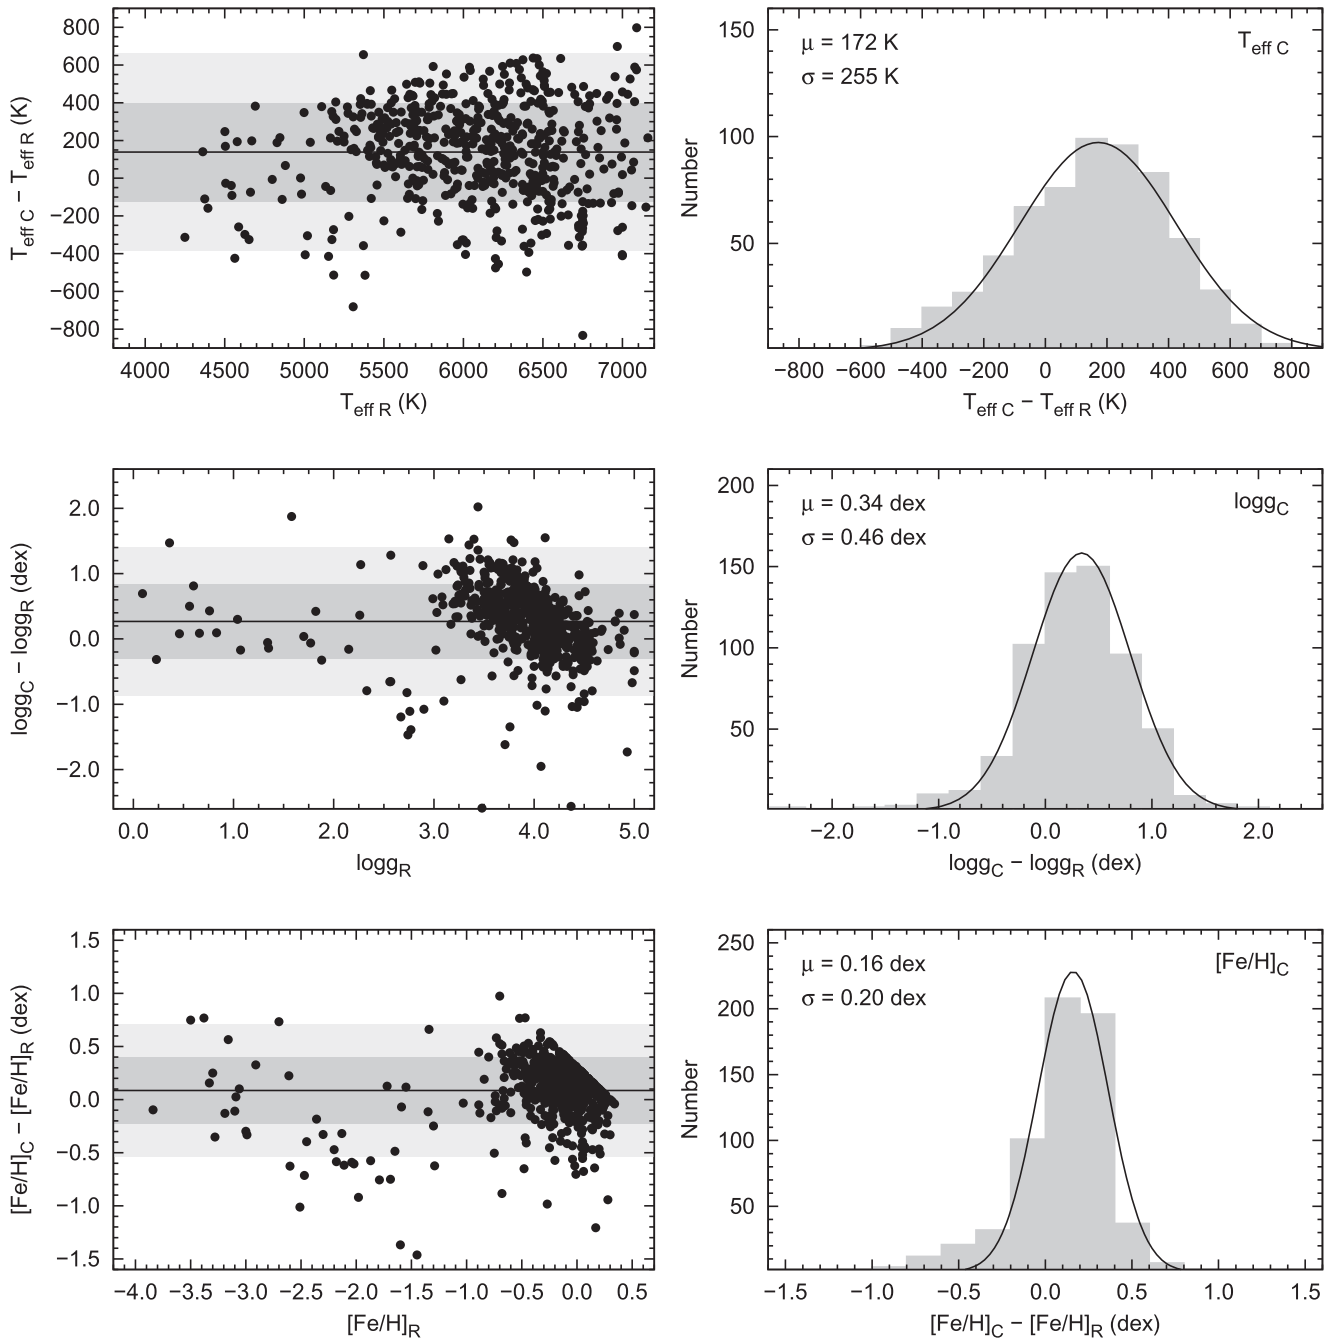 800
600
400
200
0
−200
−400
−600
−800
T_eff C − T_eff R (K)
4000 4500 5000 5500 6000 6500 7000
T_eff R (K)
150
100
50
Number
μ = 172 K
σ = 255 K
T_eff C
−800 −600 −400 −200 0 200 400 600 800
T_eff C − T_eff R (K)
2.0
1.0
0.0
−1.0
−2.0
logg_C − logg_R (dex)
0.0 1.0 2.0 3.0 4.0 5.0
logg_R
200
150
100
50
Number
μ = 0.34 dex
σ = 0.46 dex
logg_C
−2.0 −1.0 0.0 1.0 2.0
logg_C − logg_R (dex)
1.5
1.0
0.5
0.0
−0.5
−1.0
−1.5
[Fe/H]_C − [Fe/H]_R (dex)
−4.0 −3.5 −3.0 −2.5 −2.0 −1.5 −1.0 −0.5 0.0 0.5
[Fe/H]_R
250
200
150
100
50
Number
μ = 0.16 dex
σ = 0.20 dex
[Fe/H]_C
−1.5 −1.0 −0.5 0.0 0.5 1.0 1.5
[Fe/H]_C − [Fe/H]_R (dex)